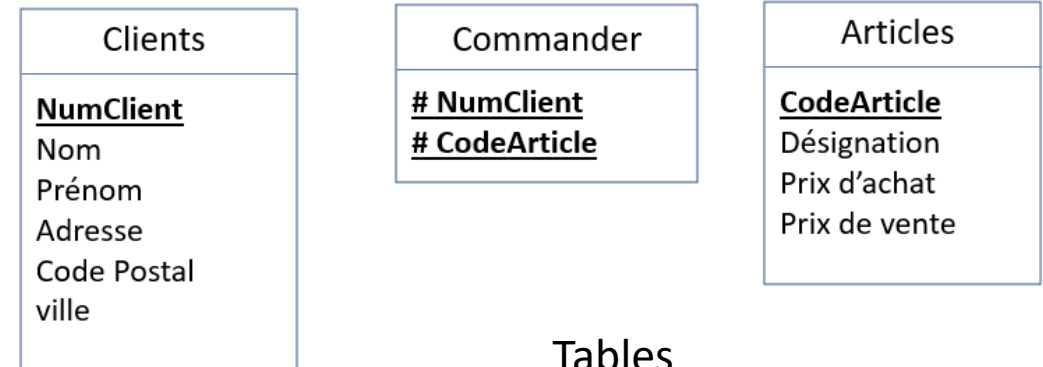 Clients
NumClient
Nom
Prénom
Adresse
Code Postal
ville
Commander
# NumClient
# CodeArticle
Articles
CodeArticle
Désignation
Prix d’achat
Prix de vente
Tables